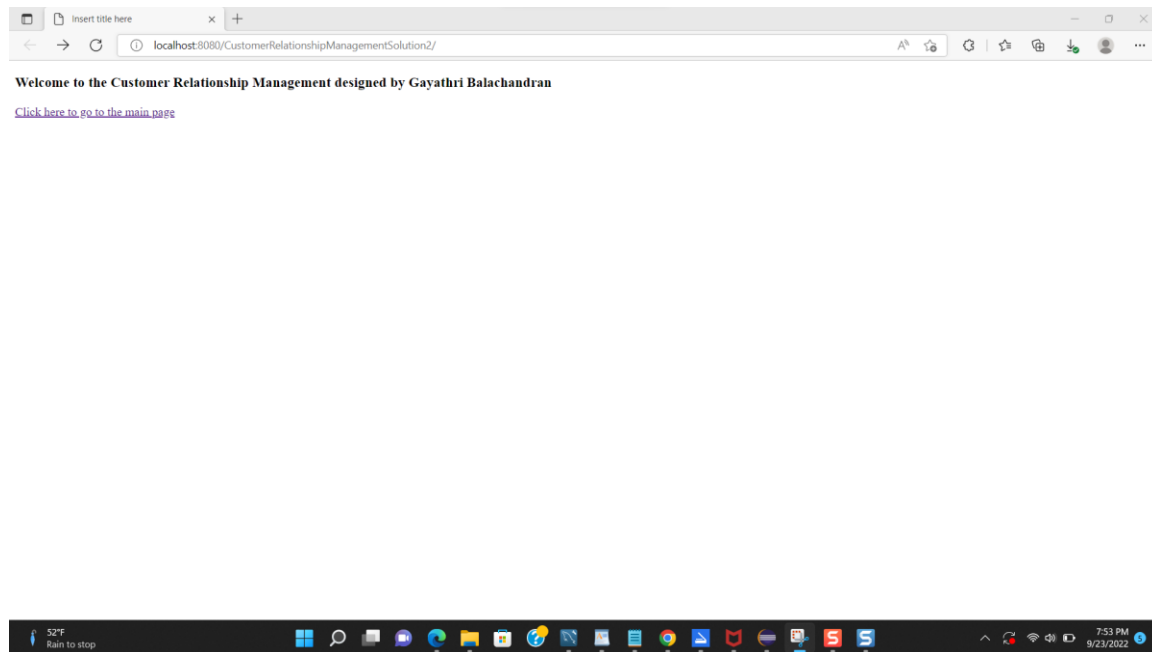 Insert title here
localhost:8080/CustomerRelationshipManagementSolution2/
Welcome to the Customer Relationship Management designed by Gayathri Balachandran
Click here to go to the main page
52°F
Rain to stop
7:53 PM
9/23/2022
5